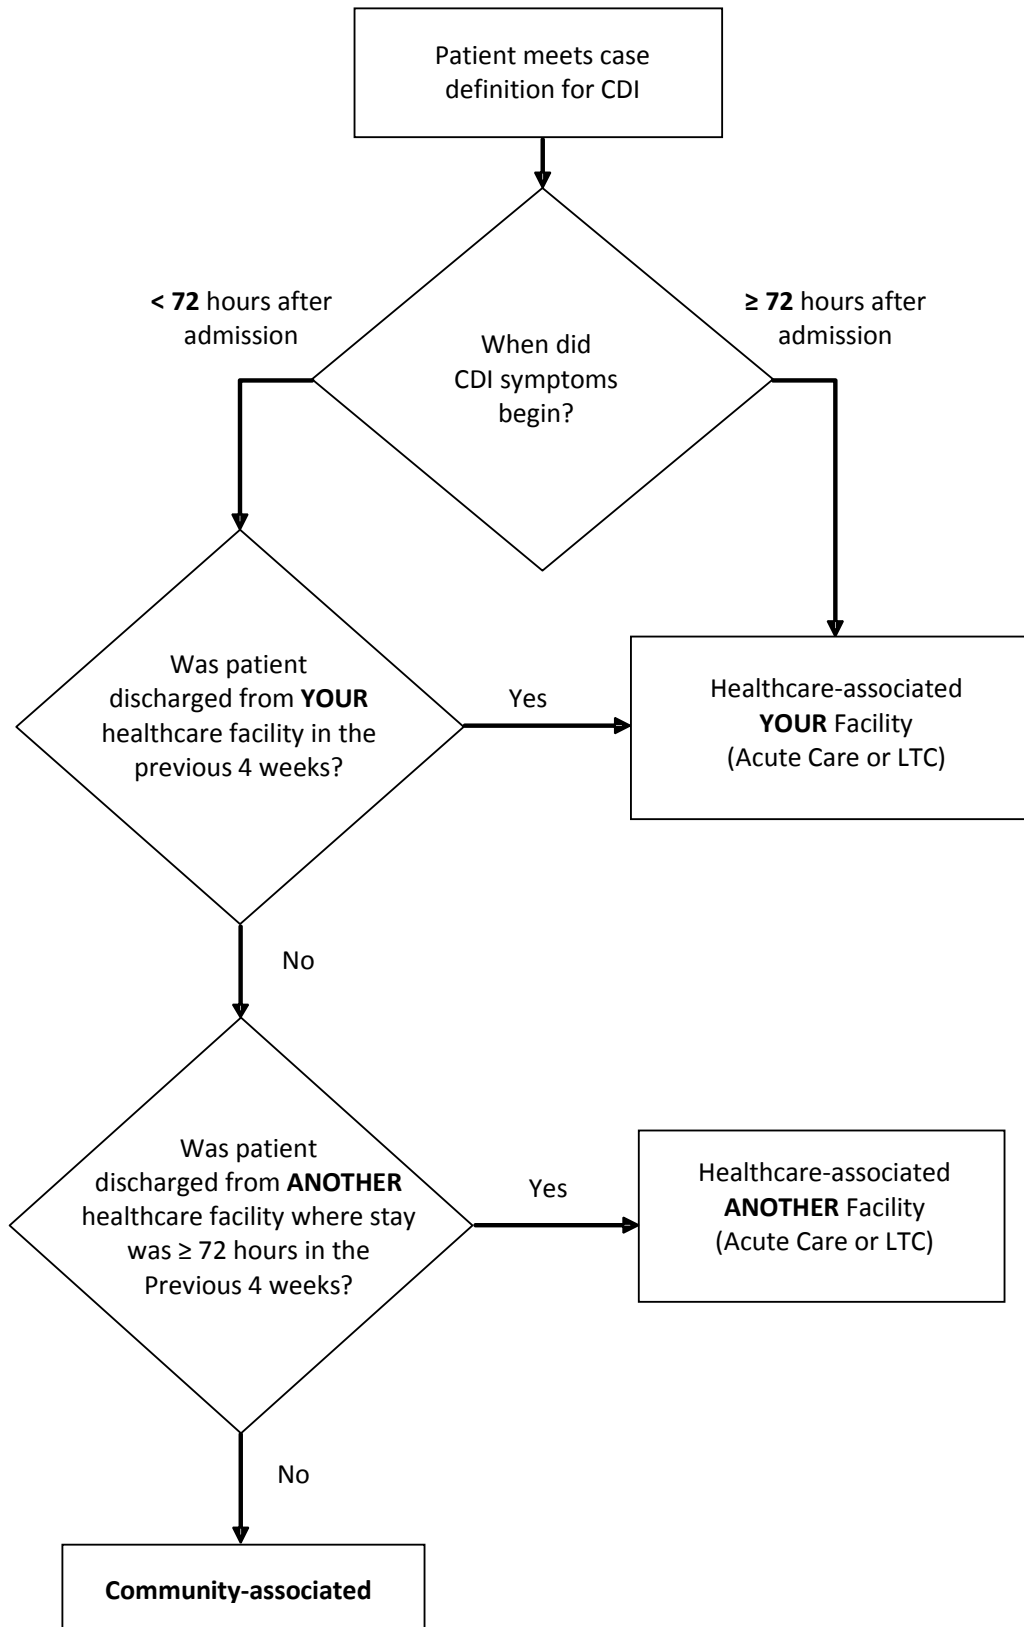 Patient meets case
definition for CDI
< 72 hours after
admission
≥ 72 hours after
admission
When did
CDI symptoms
begin?
Was patient
discharged from YOUR
healthcare facility in the
previous 4 weeks?
Yes
Healthcare-associated
YOUR Facility
(Acute Care or LTC)
No
Was patient
discharged from ANOTHER
healthcare facility where stay
was ≥ 72 hours in the
Previous 4 weeks?
Yes
Healthcare-associated
ANOTHER Facility
(Acute Care or LTC)
No
Community-associated